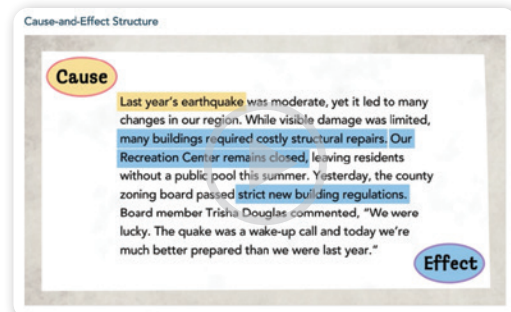 Cause-and-Effect Structure
Cause
Last year's earthquake was moderate, yet it led to many
changes in our region. While visible damage was limited,
many buildings required costly structural repairs. Our
Recreation Center remains closed, leaving residents
without a public pool this summer. Yesterday, the county
zoning board passed strict new building regulations.
Board member Trisha Douglas commented, "We were
lucky. The quake was a wake-up call and today we're
much better prepared than we were last year."
Effect